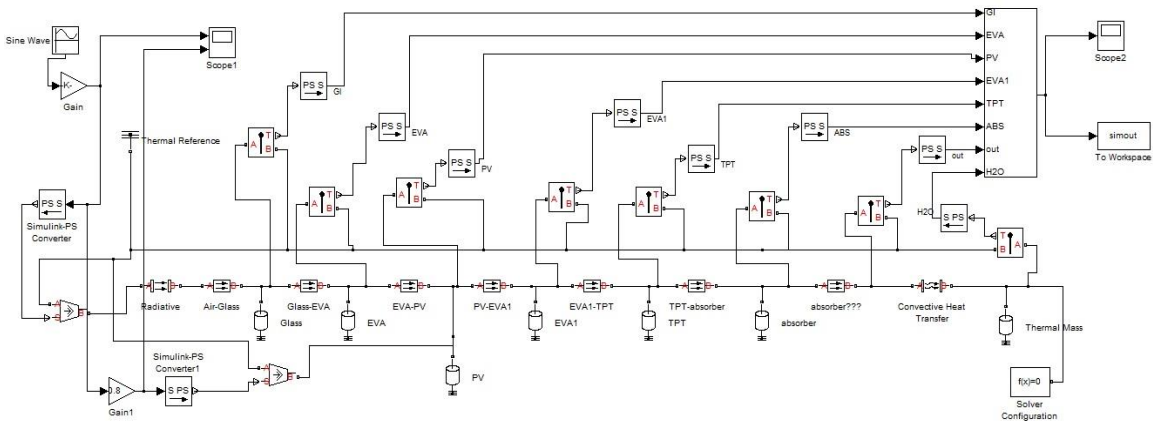 Sine Wave
-K-
Gain
Scope1
Thermal Reference
PS S
GI
PS S
EVA
PS S
PV
PS S
EVA1
PS S
TPT
PS S
ABS
PS S
out
GI
EVA
PV
EVA1
TPT
ABS
out
H2O
Scope2
simout
To Workspace
A T B
A T B
A T B
A T B
A T B
A T B
A T B
H2O
S PS
T B A
PS S
Simulink-PS
Converter
A B
Radiative
A B
Air-Glass
A B
Glass-EVA
A B
EVA-PV
A B
PV-EVA1
A B
EVA1-TPT
A B
TPT-absorber
A B
absorber???
A B
Convective Heat
Transfer
Glass
EVA
EVA1
TPT
absorber
Thermal Mass
PV
Simulink-PS
Converter1
S PS
0.8
Gain1
f(x)=0
Solver
Configuration